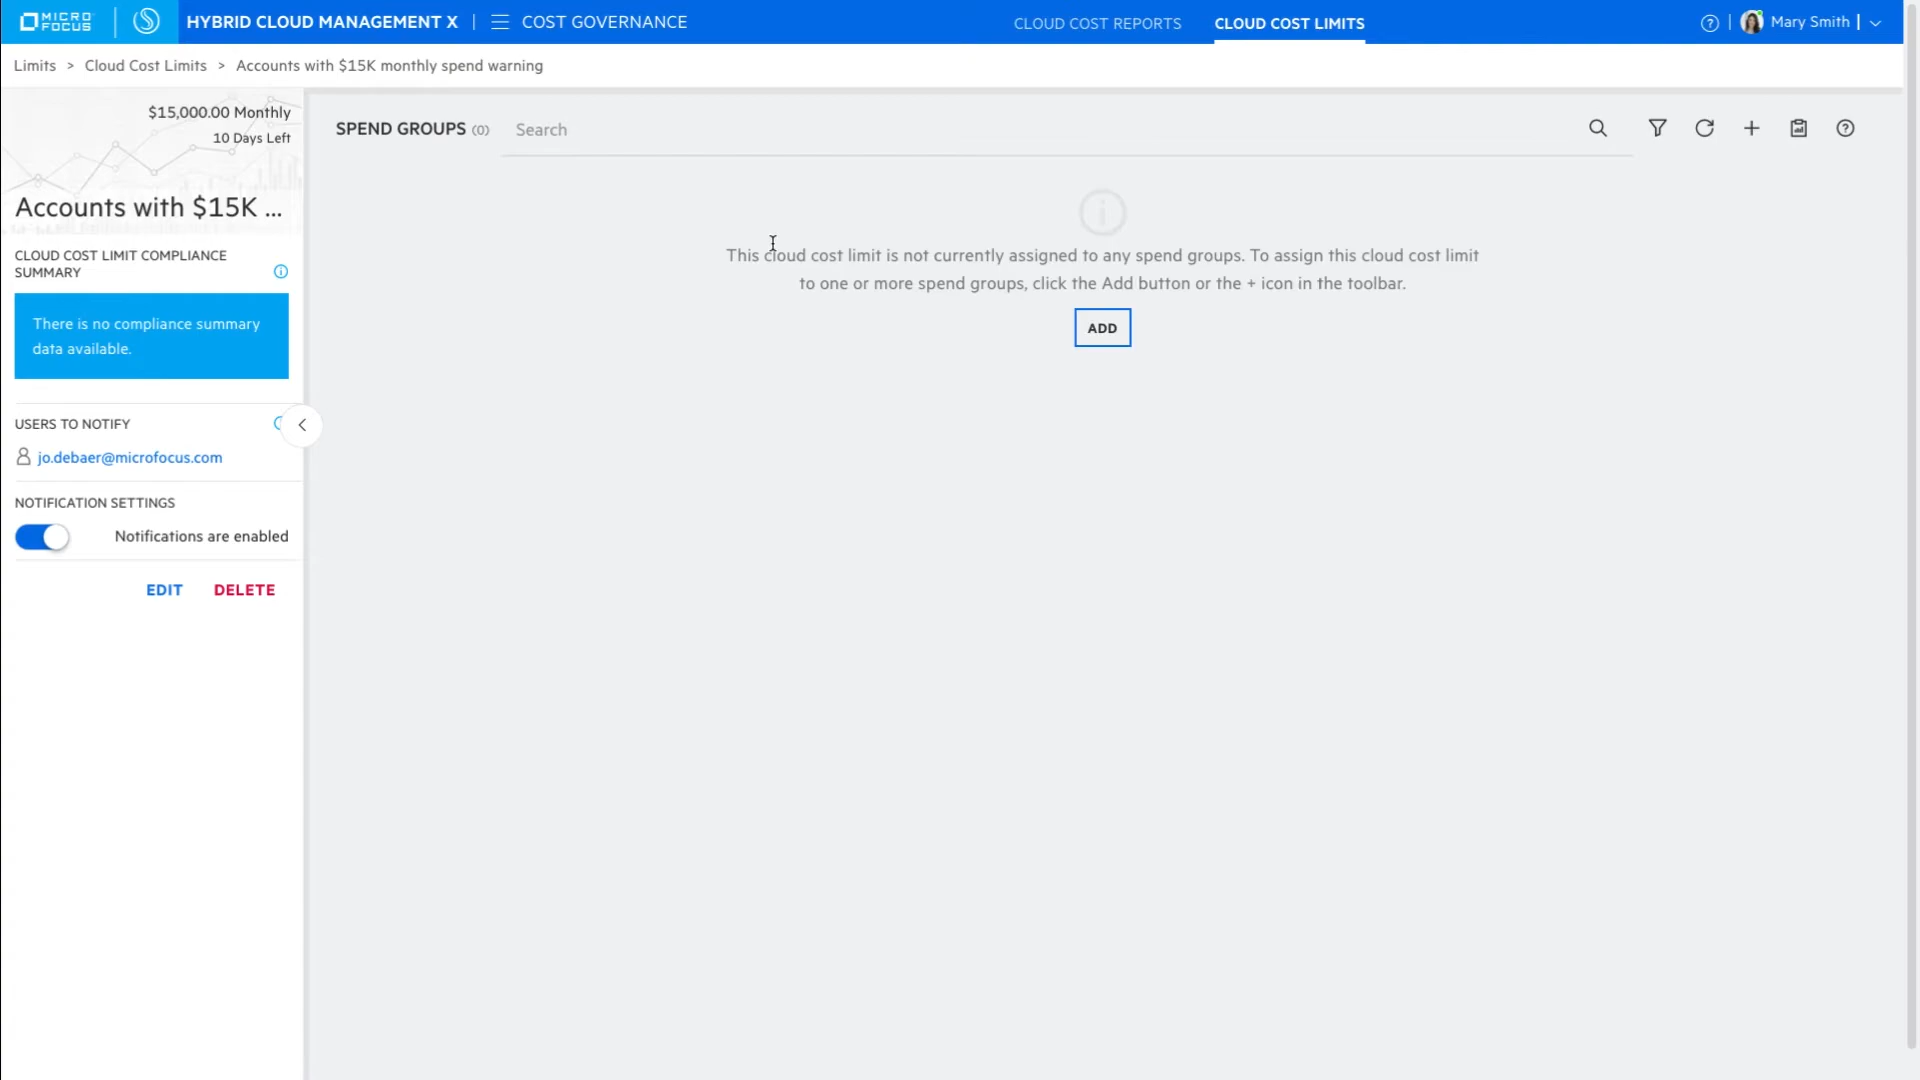 MICRO FOCUS
HYBRID CLOUD MANAGEMENT X | COST GOVERNANCE
CLOUD COST REPORTS
CLOUD COST LIMITS
Mary Smith
Limits > Cloud Cost Limits > Accounts with $15K monthly spend warning
$15,000.00 Monthly
10 Days Left
Accounts with $15K ...
CLOUD COST LIMIT COMPLIANCE
SUMMARY
There is no compliance summary
data available.
USERS TO NOTIFY
jo.debaer@microfocus.com
NOTIFICATION SETTINGS
Notifications are enabled
EDIT
DELETE
SPEND GROUPS (0)
Search
This cloud cost limit is not currently assigned to any spend groups. To assign this cloud cost limit
to one or more spend groups, click the Add button or the + icon in the toolbar.
ADD